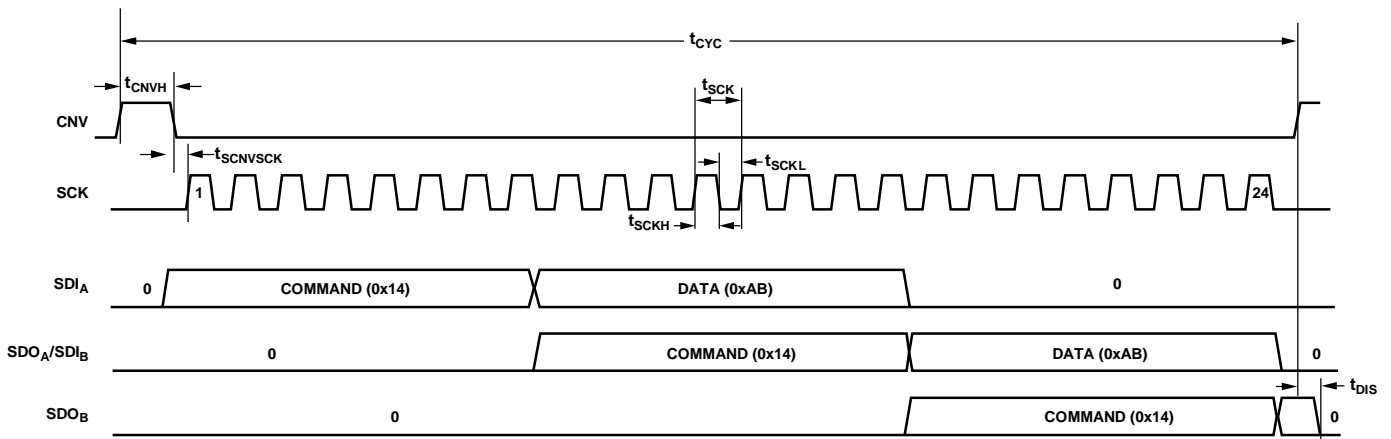 tCYC
tCNVH
tSCK
CNV
tSCNVSCK
tSCKL
SCK
1
24
tSCKH
SDIA
0
COMMAND (0x14)
DATA (0xAB)
0
SDOA/SDIB
0
COMMAND (0x14)
DATA (0xAB)
0
tDIS
SDOB
0
COMMAND (0x14)
0